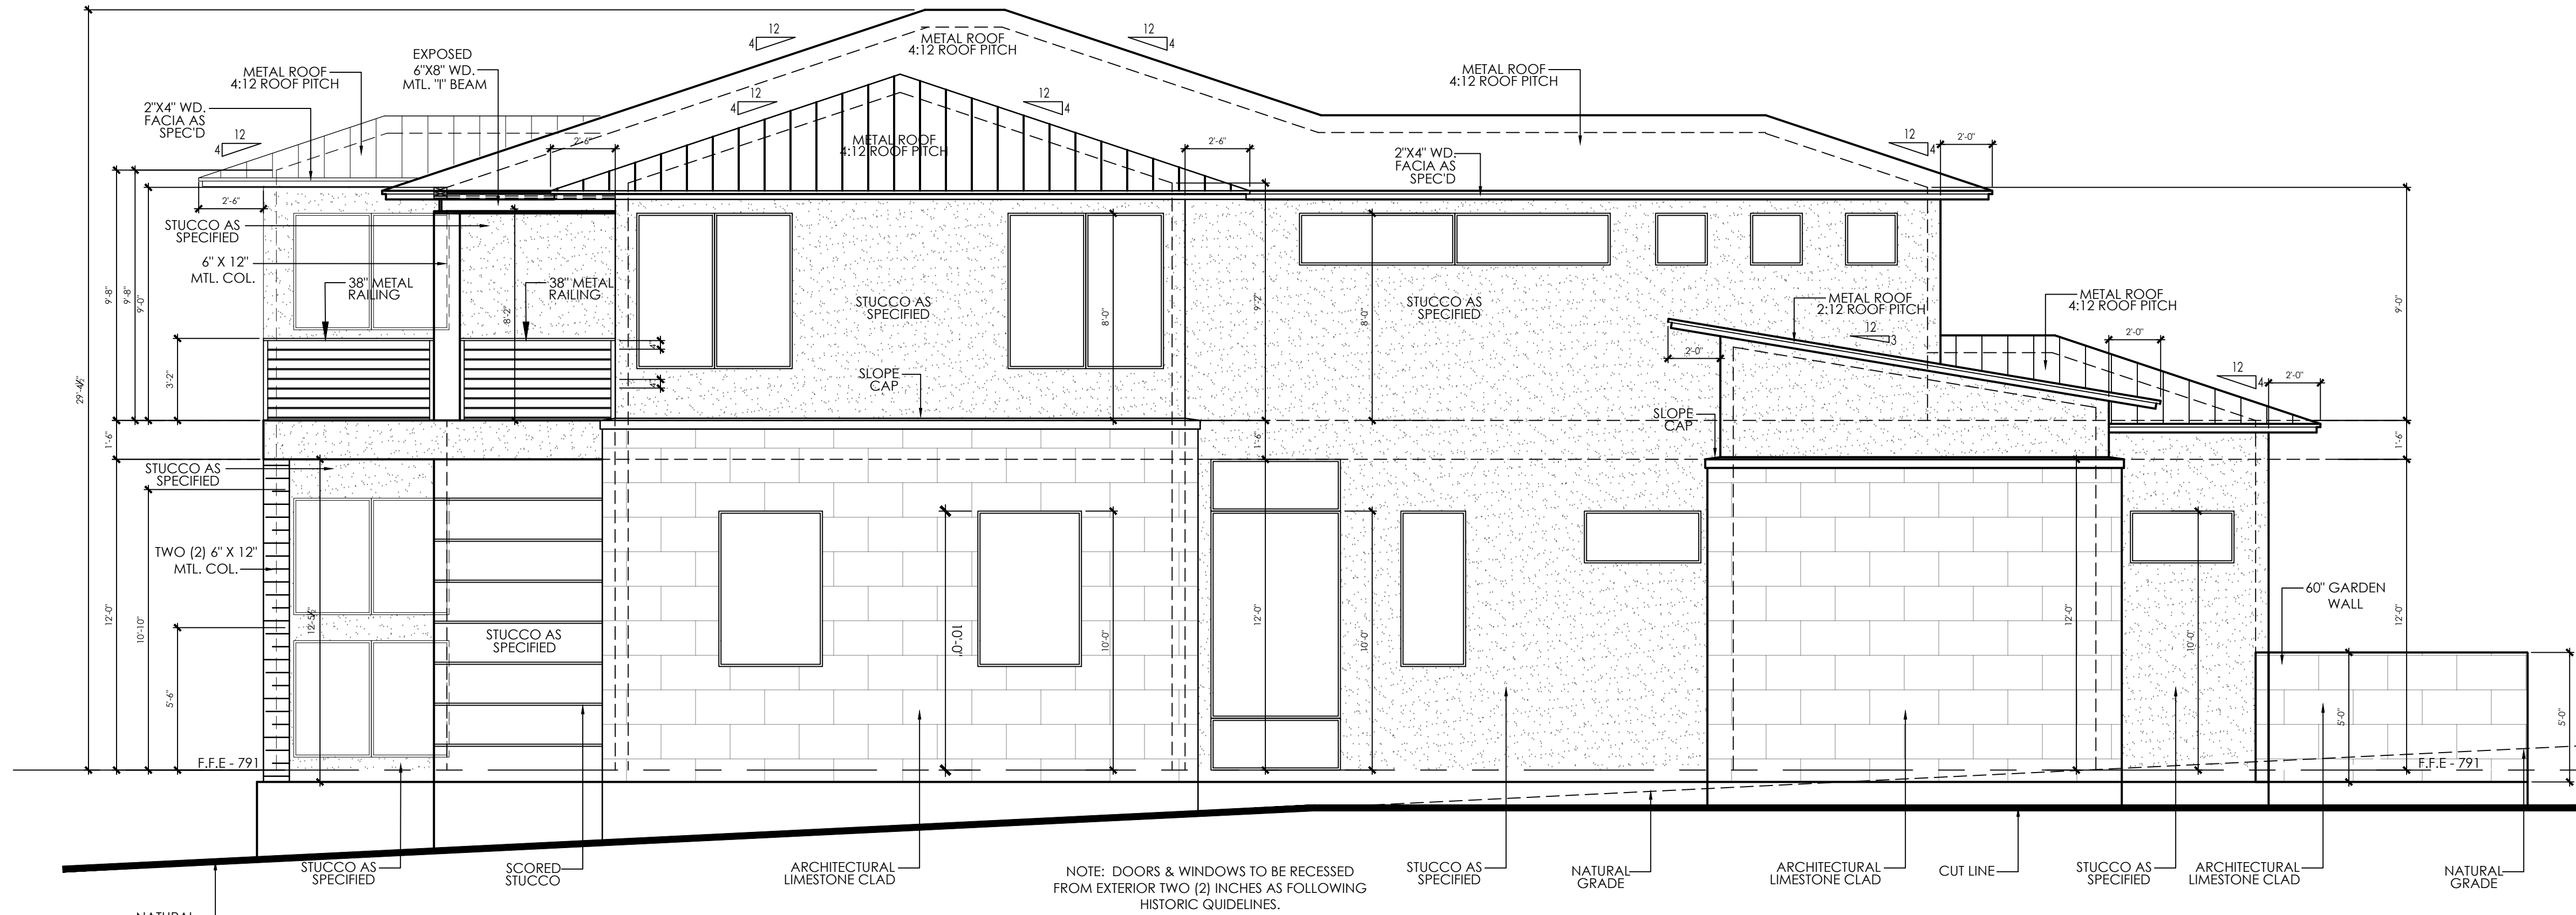 METAL ROOF
4:12 ROOF PITCH
EXPOSED
6"X8" WD.
MTL. "I" BEAM
2"X4" WD.
FACIA AS
SPEC'D
12
4
12
4
METAL ROOF
4:12 ROOF PITCH
12
4
METAL ROOF
4:12 ROOF PITCH
12
4
12
4
METAL ROOF
4:12 ROOF PITCH
2'-6"
2'-6"
2'-6"
2"X4" WD.
FACIA AS
SPEC'D
12
4
2'-0"
STUCCO AS
SPECIFIED
6" X 12"
MTL. COL.
38" METAL
RAILING
38" METAL
RAILING
29'-4½"
9'-8"
9'-8"
9'-0"
3'-2"
8'-2"
4"
4"
STUCCO AS
SPECIFIED
8'-0"
9'-2"
8'-0"
STUCCO AS
SPECIFIED
METAL ROOF
2:12 ROOF PITCH
12
3
2'-0"
METAL ROOF
4:12 ROOF PITCH
2'-0"
12
4
2'-0"
9'-0"
SLOPE
CAP
SLOPE
CAP
1'-6"
1'-6"
1'-6"
STUCCO AS
SPECIFIED
TWO (2) 6" X 12"
MTL. COL.
12'-0"
10'-10"
5'-6"
12'-5½"
STUCCO AS
SPECIFIED
10'-0"
10'-0"
12'-0"
10'-0"
12'-0"
10'-0"
12'-0"
60" GARDEN
WALL
5'-0"
5'-0"
F.F.E - 791
F.F.E - 791
STUCCO AS
SPECIFIED
SCORED
STUCCO
ARCHITECTURAL
LIMESTONE CLAD
NOTE: DOORS & WINDOWS TO BE RECESSED
FROM EXTERIOR TWO (2) INCHES AS FOLLOWING
HISTORIC QUIDELINES.
STUCCO AS
SPECIFIED
NATURAL
GRADE
ARCHITECTURAL
LIMESTONE CLAD
CUT LINE
STUCCO AS
SPECIFIED
ARCHITECTURAL
LIMESTONE CLAD
NATURAL
GRADE
NATURAL